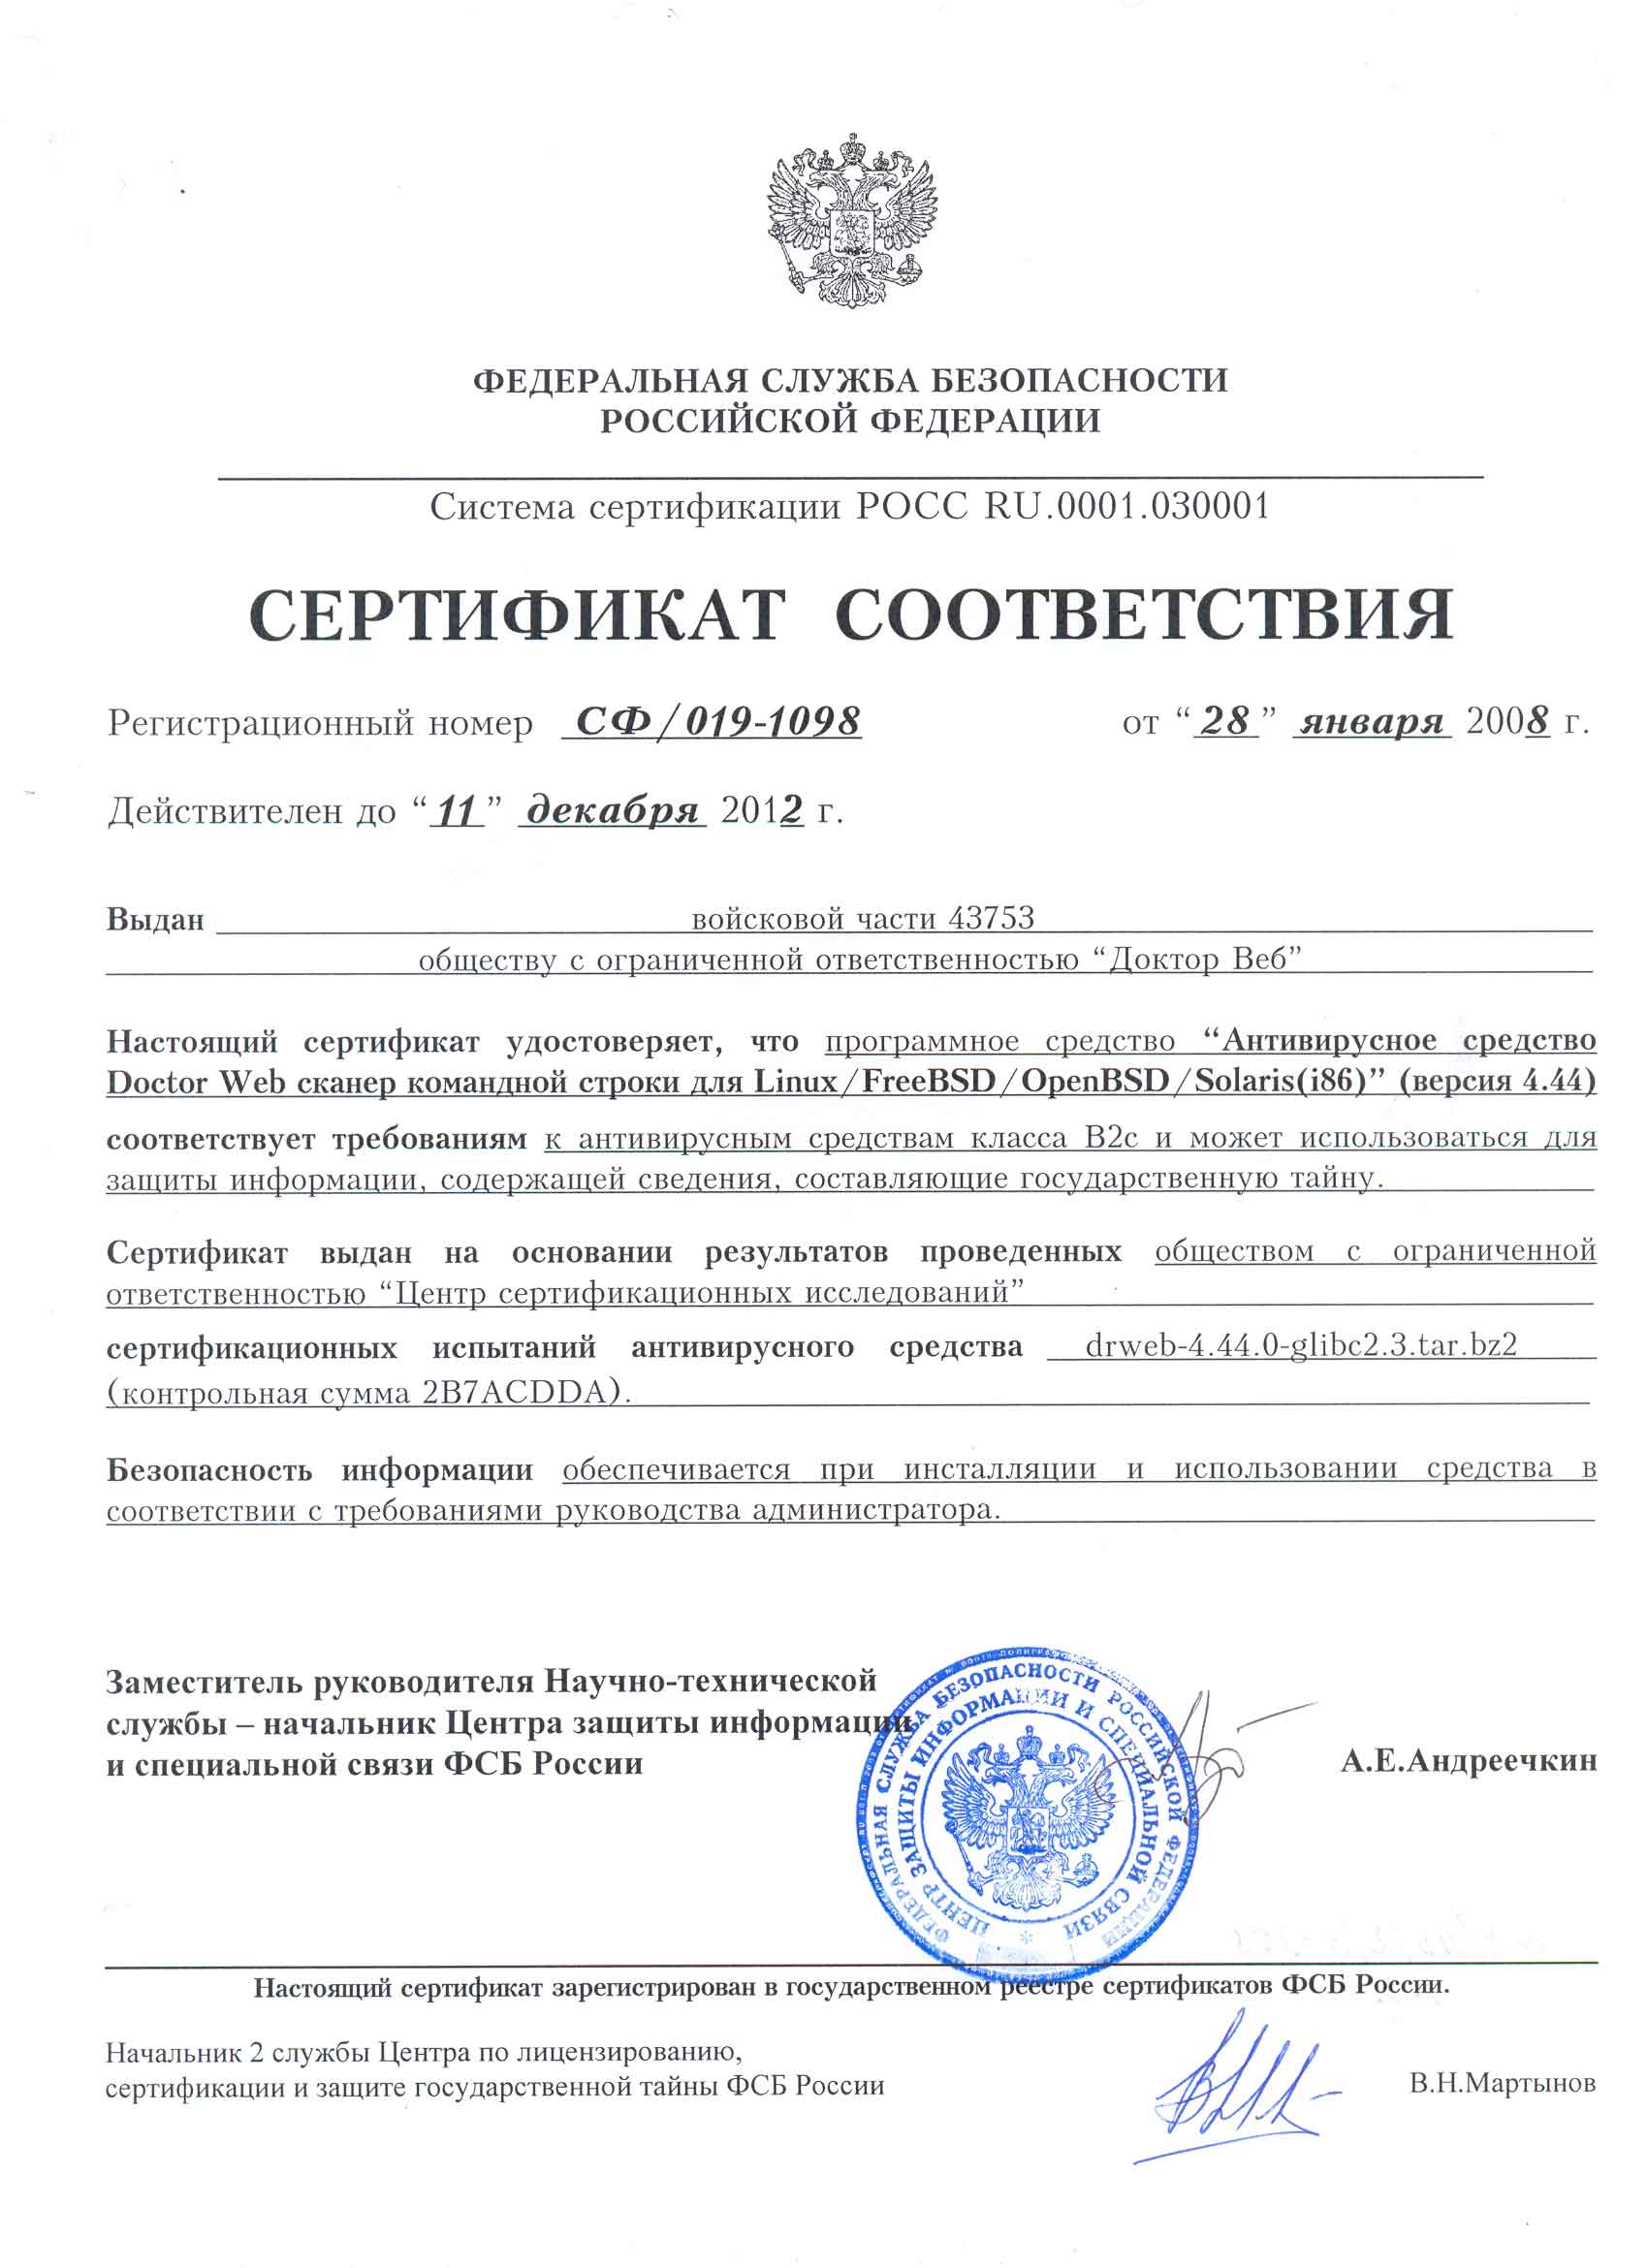 ФЕДЕРАЛЬНАЯ СЛУЖБА БЕЗОПАСНОСТИ
РОССИЙСКОЙ ФЕДЕРАЦИИ
Система сертификации РОСС RU.0001.030001
СЕРТИФИКАТ СООТВЕТСТВИЯ
Регистрационный номер СФ/019-1098 от “28” января 2008 г.
Действителен до “11” декабря 2012 г.
Выдан войсковой части 43753
обществу с ограниченной ответственностью “Доктор Веб”
Настоящий сертификат удостоверяет, что программное средство “Антивирусное средство
Doctor Web сканер командной строки для Linux/FreeBSD/OpenBSD/Solaris(i86)” (версия 4.44)
соответствует требованиям к антивирусным средствам класса В2с и может использоваться для
защиты информации, содержащей сведения, составляющие государственную тайну.
Сертификат выдан на основании результатов проведенных обществом с ограниченной
ответственностью “Центр сертификационных исследований”
сертификационных испытаний антивирусного средства drweb-4.44.0-glibc2.3.tar.bz2
(контрольная сумма 2B7ACDDA).
Безопасность информации обеспечивается при инсталляции и использовании средства в
соответствии с требованиями руководства администратора.
Заместитель руководителя Научно-технической
службы – начальник Центра защиты информации
и специальной связи ФСБ России
А.Е.Андреечкин
ФЕДЕРАЛЬНАЯ СЛУЖБА БЕЗОПАСНОСТИ РОССИЙСКОЙ ФЕДЕРАЦИИ
ЦЕНТР ЗАЩИТЫ ИНФОРМАЦИИ И СПЕЦИАЛЬНОЙ СВЯЗИ
Настоящий сертификат зарегистрирован в государственном реестре сертификатов ФСБ России.
Начальник 2 службы Центра по лицензированию,
сертификации и защите государственной тайны ФСБ России
В.Н.Мартынов